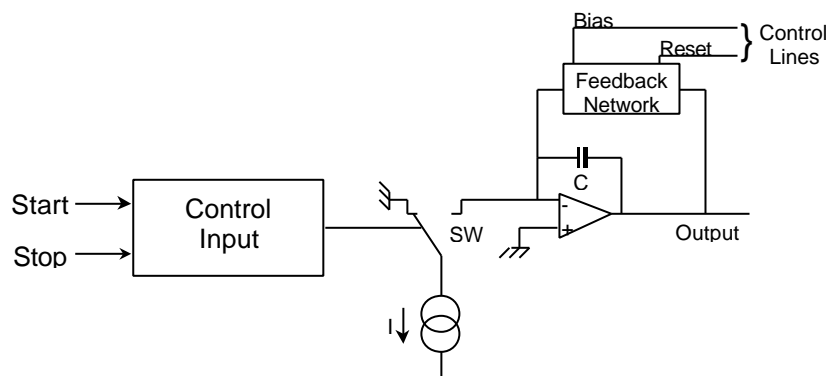 Bias
Control
Lines
Reset
Feedback
Network
C
Start
Stop
Control
Input
SW
-
+
Output
I